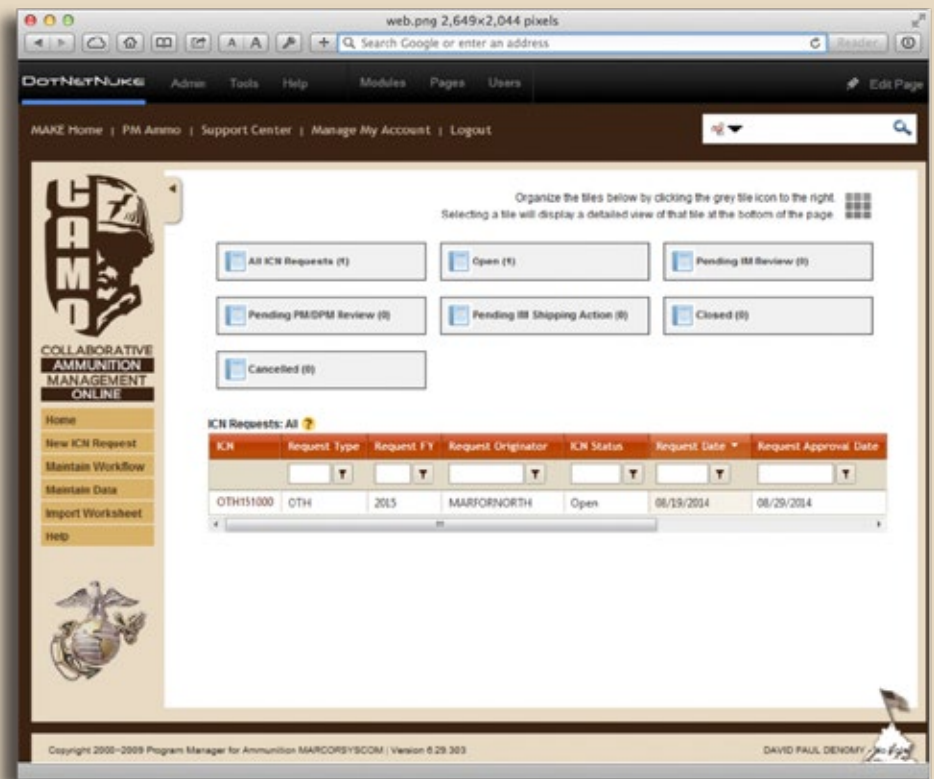 web.png 2,649×2,044 pixels
A A
+
Search Google or enter an address
Reader
DOTNETNUKE Admin Tools Help Modules Pages Users Edit Page
MAKE Home | PM Ammo | Support Center | Manage My Account | Logout
CAMO
COLLABORATIVE
AMMUNITION
MANAGEMENT
ONLINE
Home
New ICN Request
Maintain Workflow
Maintain Data
Import Worksheet
Help
Organize the tiles below by clicking the grey tile icon to the right.
Selecting a tile will display a detailed view of that tile at the bottom of the page.
All ICN Requests (1)
Open (1)
Pending IM Review (0)
Pending PM/DPM Review (0)
Pending IM Shipping Action (0)
Closed (0)
Cancelled (0)
ICN Requests: All ?
ICN Request Type Request FY Request Originator ICN Status Request Date Request Approval Date
OTH151000 OTH 2015 MARFORNORTH Open 08/19/2014 08/29/2014
Copyright 2000-2009 Program Manager for Ammunition MARCORSYSCOM | Version 6.29.303
DAVID PAUL DENOMY